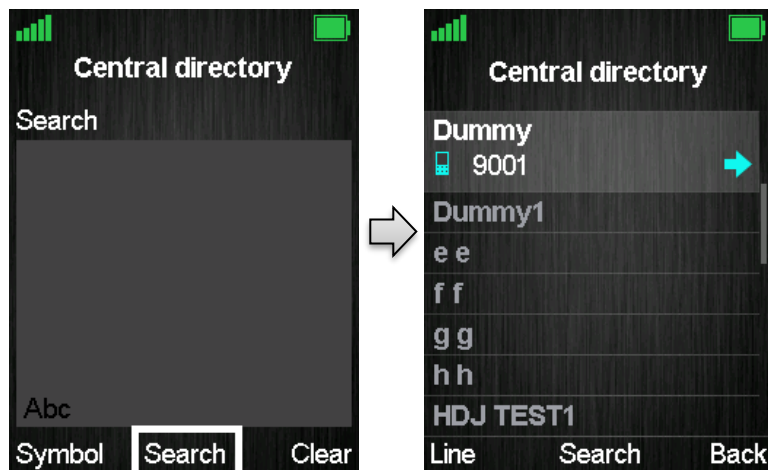 Central directory
Search
Abc
Symbol Search Clear
Central directory
Dummy
9001
Dummy1
e e
f f
g g
h h
HDJ TEST1
Line Search Back